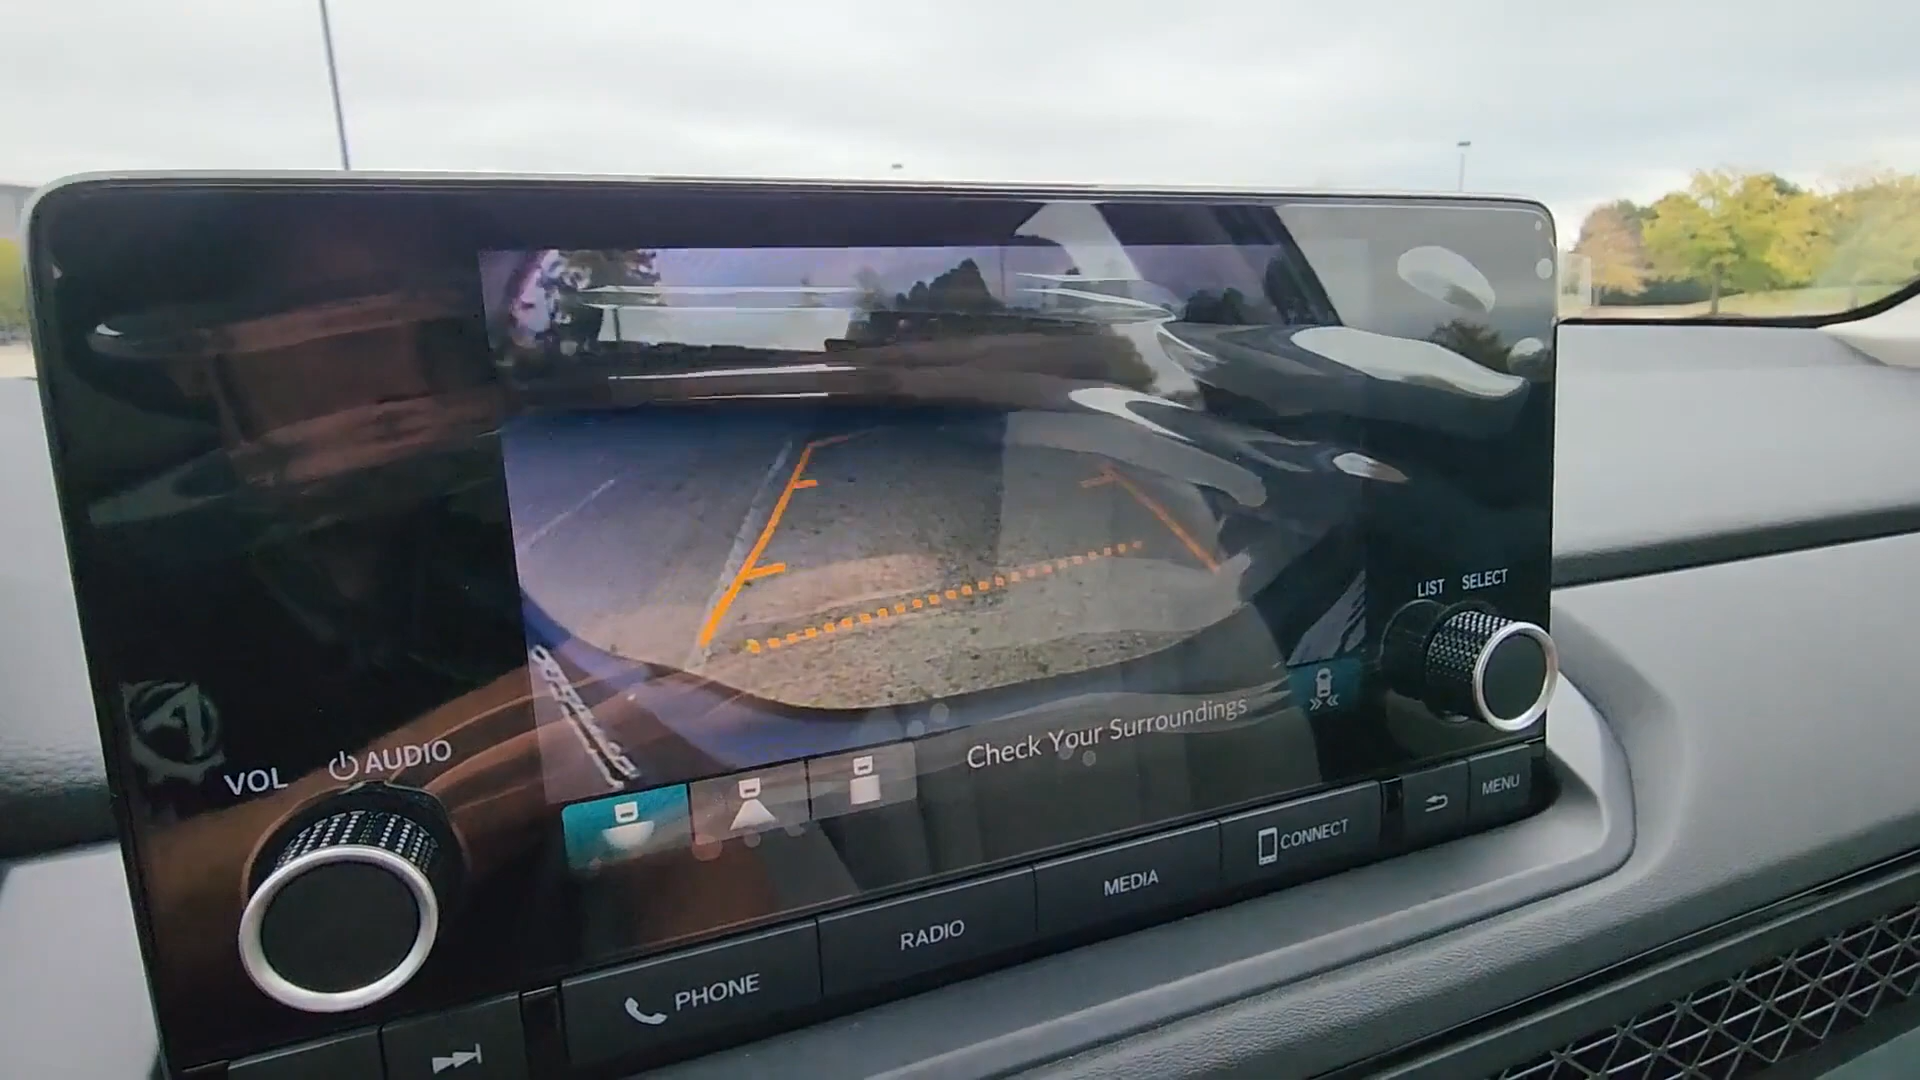 LIST SELECT
VOL
AUDIO
Check Your Surroundings
MENU
CONNECT
MEDIA
RADIO
PHONE